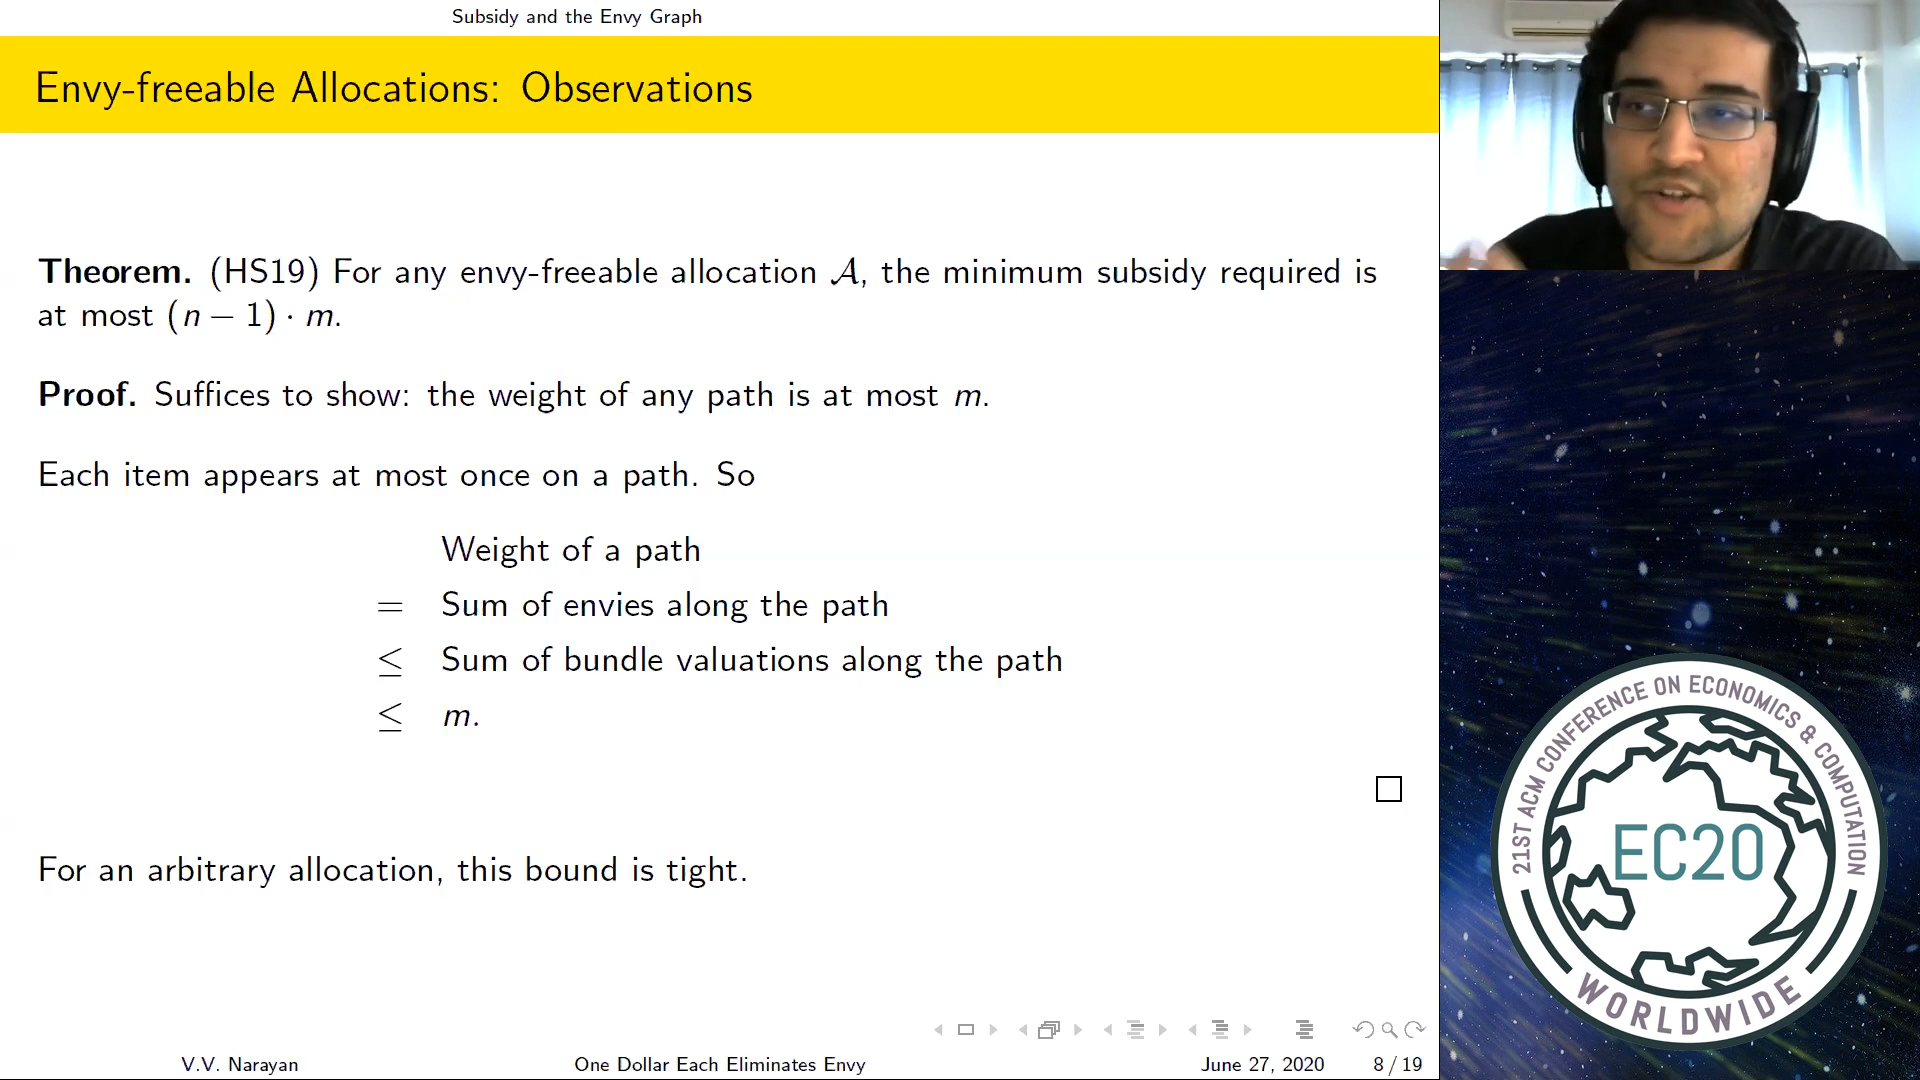 Subsidy and the Envy Graph
Envy-freeable Allocations: Observations
Theorem. (HS19) For any envy-freeable allocation 𝒜, the minimum subsidy required is
at most (n − 1) · m.
Proof. Suffices to show: the weight of any path is at most m.
Each item appears at most once on a path. So
Weight of a path
= Sum of envies along the path
≤ Sum of bundle valuations along the path
≤ m.
□
For an arbitrary allocation, this bound is tight.
V.V. Narayan One Dollar Each Eliminates Envy June 27, 2020 8 / 19
21ST ACM CONFERENCE ON ECONOMICS & COMPUTATION
EC20
WORLDWIDE